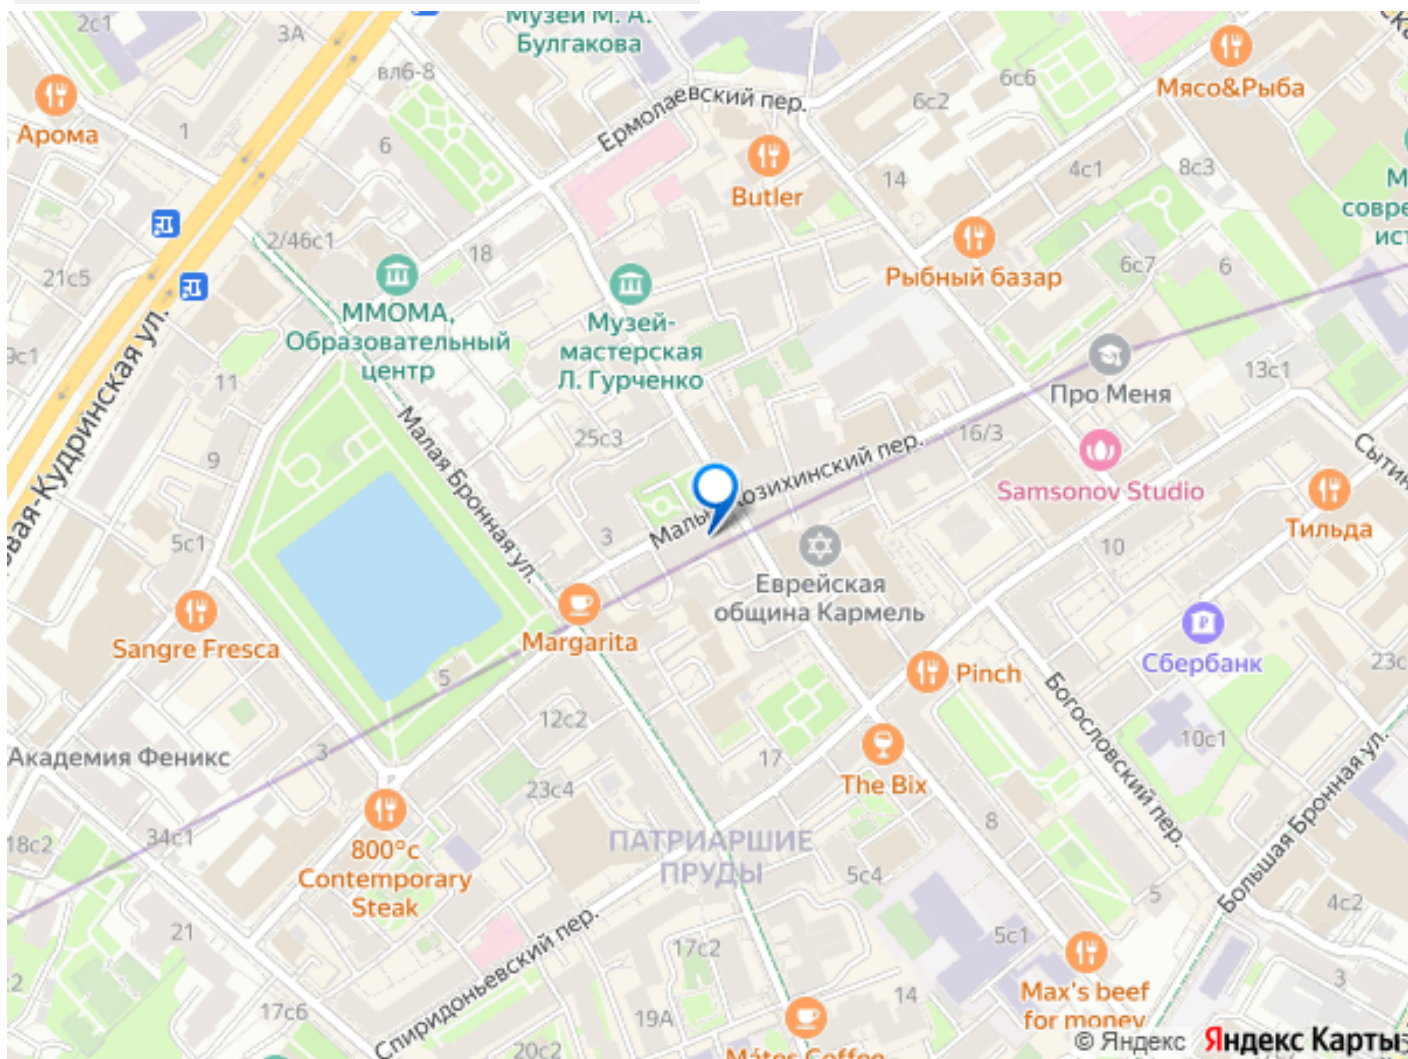 2с1
3А
Музей М. А.
Булгакова
вл6-8
6с6
Мясо&Рыба
6с2
Арома
1
6
Ермолаевский пер.
Butler
14
4с1
8с3
2/46с1
18
21с5
ММОМА,
Образовательный
центр
Музей-
мастерская
Л. Гурченко
Рыбный базар
6с7
6
9с1
11
Про Меня
13с1
Малая Бронная ул.
25с3
16/3
9
Samsonov Studio
Тильда
5с1
3
10
Еврейская
община Кармель
Margarita
Sangre Fresca
Сбербанк
23с
5
Pinch
Богословский пер.
12с2
10с1
Академия Феникс
3
P
17
The Bix
23с4
34с1
18с2
800°c
Contemporary
Steak
ПАТРИАРШИЕ
ПРУДЫ
8
5с4
Большая Бронная ул.
5
4с2
21
Спиридоньевский пер.
17с2
5с1
14
3
17с6
19А
20с2
Max's beef
for money
Mátes Coffee
© Яндекс Яндекс Карты